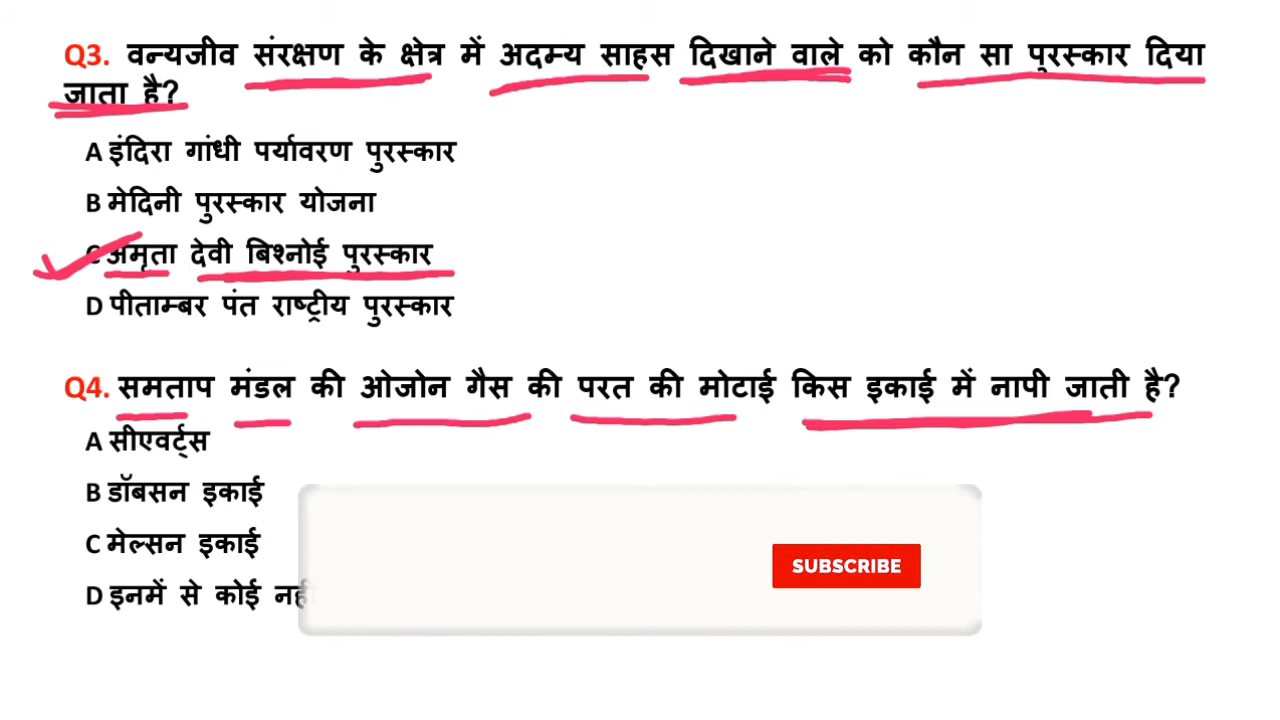 Q3. वन्यजीव संरक्षण के क्षेत्र में अदम्य साहस दिखाने वाले को कौन सा पुरस्कार दिया
जाता है?
A इंदिरा गांधी पर्यावरण पुरस्कार
B मेदिनी पुरस्कार योजना
C अमृता देवी बिश्नोई पुरस्कार
D पीताम्बर पंत राष्ट्रीय पुरस्कार
Q4. समताप मंडल की ओजोन गैस की परत की मोटाई किस इकाई में नापी जाती है?
A सीएवर्ट्स
B डॉबसन इकाई
C मेल्सन इकाई
D इनमें से कोई नहीं
SUBSCRIBE